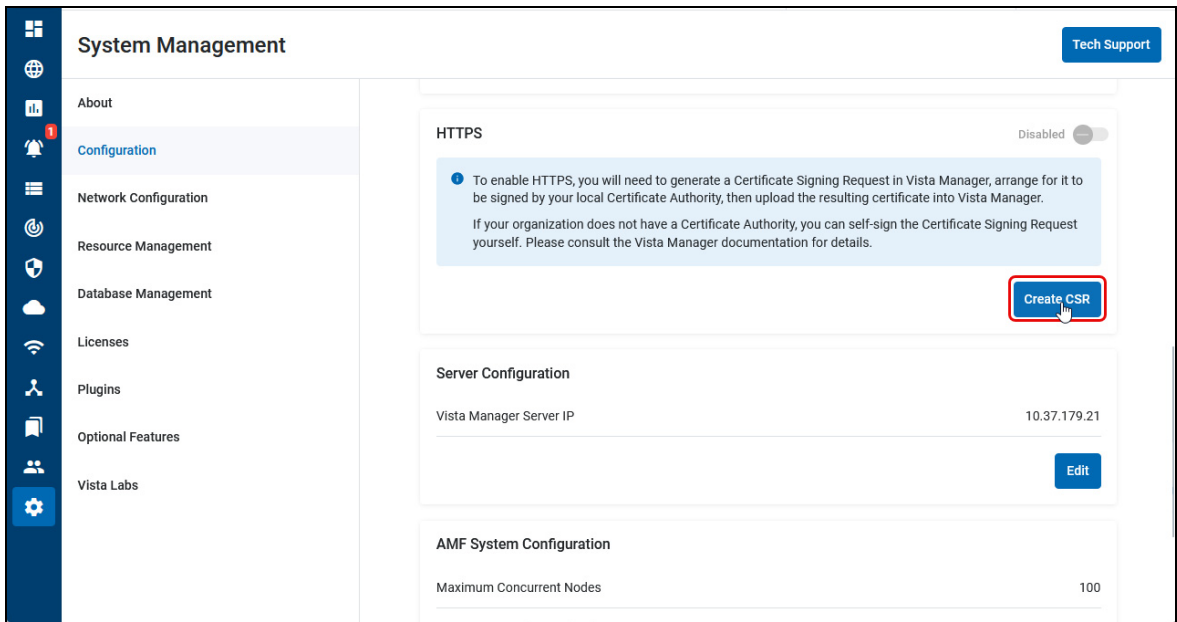 System Management
Tech Support
1
About
Configuration
Network Configuration
Resource Management
Database Management
Licenses
Plugins
Optional Features
Vista Labs
HTTPS
Disabled
To enable HTTPS, you will need to generate a Certificate Signing Request in Vista Manager, arrange for it to
be signed by your local Certificate Authority, then upload the resulting certificate into Vista Manager.
If your organization does not have a Certificate Authority, you can self-sign the Certificate Signing Request
yourself. Please consult the Vista Manager documentation for details.
Create CSR
Server Configuration
Vista Manager Server IP 10.37.179.21
Edit
AMF System Configuration
Maximum Concurrent Nodes 100